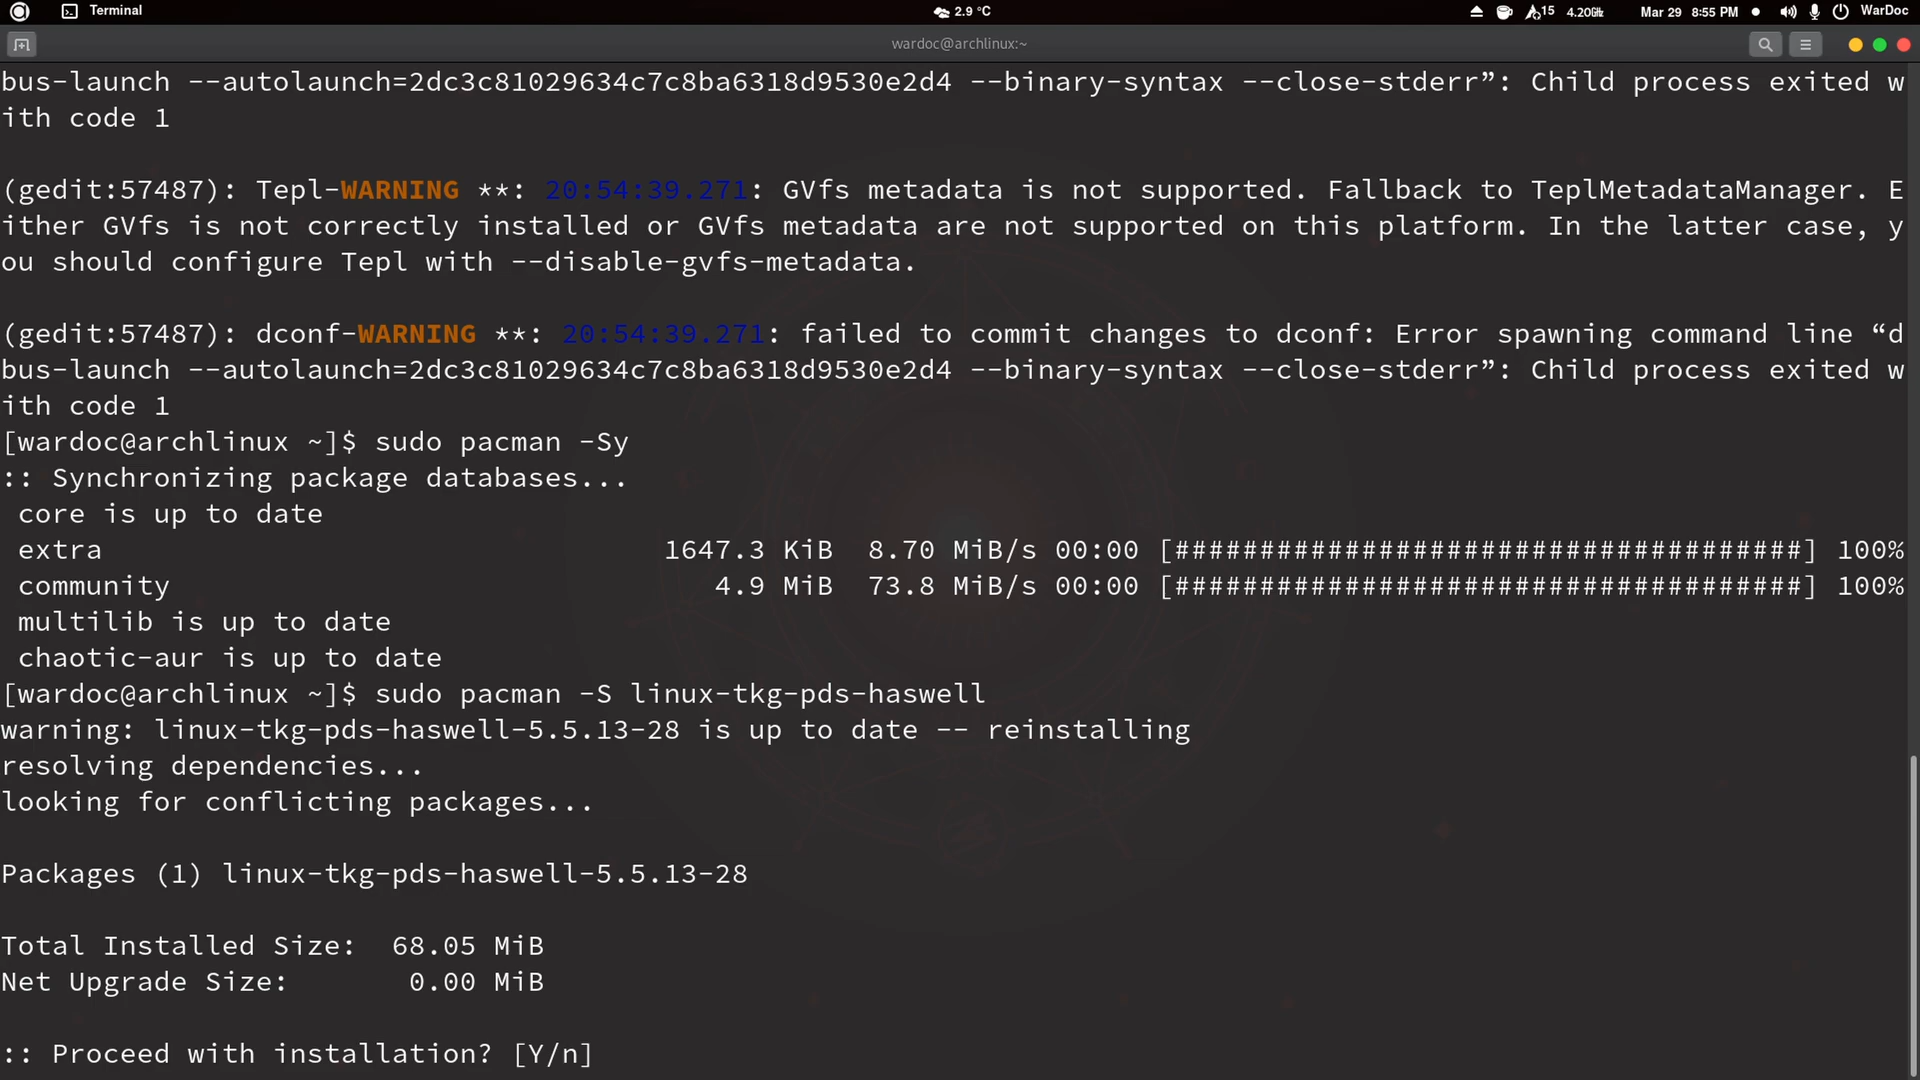 Terminal
2.9 °C
15 4.20GHz Mar 29 8:55 PM WarDoc
wardoc@archlinux:~
bus-launch --autolaunch=2dc3c81029634c7c8ba6318d9530e2d4 --binary-syntax --close-stderr”: Child process exited w
ith code 1
(gedit:57487): Tepl-WARNING **: 20:54:39.271: GVfs metadata is not supported. Fallback to TeplMetadataManager. E
ither GVfs is not correctly installed or GVfs metadata are not supported on this platform. In the latter case, y
ou should configure Tepl with --disable-gvfs-metadata.
(gedit:57487): dconf-WARNING **: 20:54:39.271: failed to commit changes to dconf: Error spawning command line “d
bus-launch --autolaunch=2dc3c81029634c7c8ba6318d9530e2d4 --binary-syntax --close-stderr”: Child process exited w
ith code 1
[wardoc@archlinux ~]$ sudo pacman -Sy
:: Synchronizing package databases...
core is up to date
extra 1647.3 KiB 8.70 MiB/s 00:00 [#####################################] 100%
community 4.9 MiB 73.8 MiB/s 00:00 [#####################################] 100%
multilib is up to date
chaotic-aur is up to date
[wardoc@archlinux ~]$ sudo pacman -S linux-tkg-pds-haswell
warning: linux-tkg-pds-haswell-5.5.13-28 is up to date -- reinstalling
resolving dependencies...
looking for conflicting packages...
Packages (1) linux-tkg-pds-haswell-5.5.13-28
Total Installed Size: 68.05 MiB
Net Upgrade Size: 0.00 MiB
:: Proceed with installation? [Y/n]